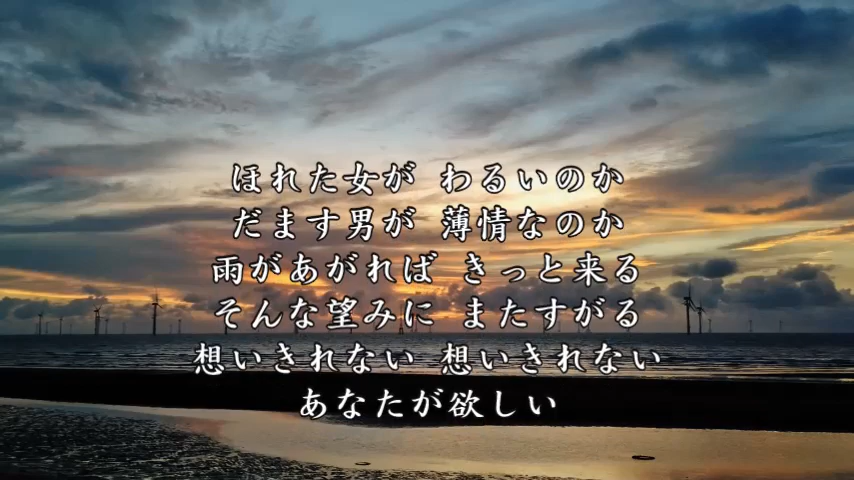 ほれた女が わるいのか
だます男が 薄情なのか
雨があがれば きっと来る
そんな望みに またすがる
想いきれない 想いきれない
あなたが欲しい